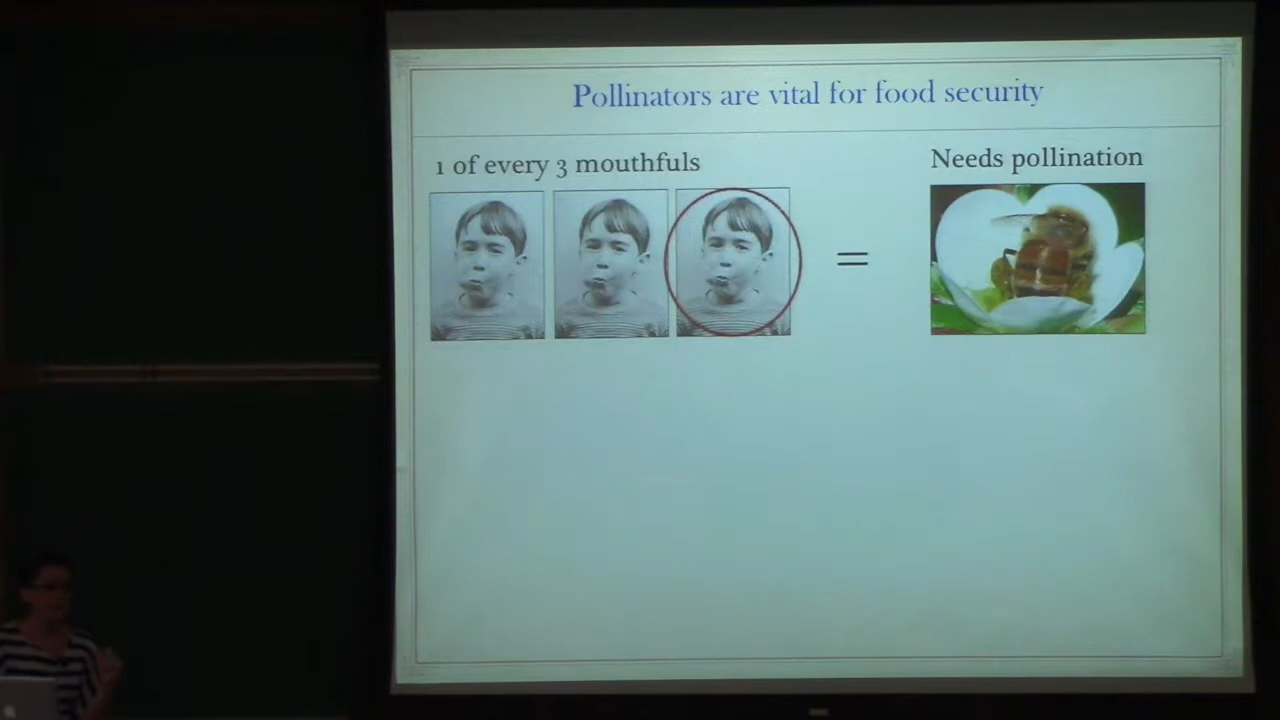 Pollinators are vital for food security
1 of every 3 mouthfuls
Needs pollination
=